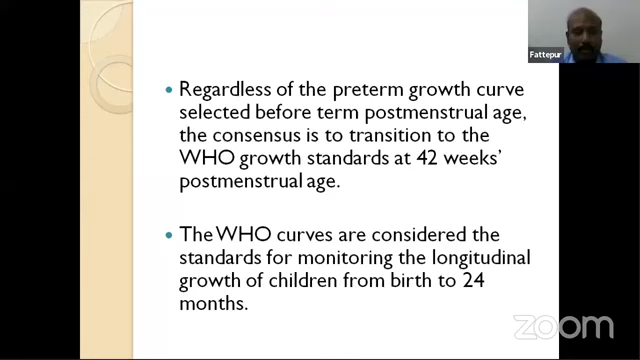 Fattepur
• Regardless of the preterm growth curve
selected before term postmenstrual age,
the consensus is to transition to the
WHO growth standards at 42 weeks'
postmenstrual age.
• The WHO curves are considered the
standards for monitoring the longitudinal
growth of children from birth to 24
months.
zoom